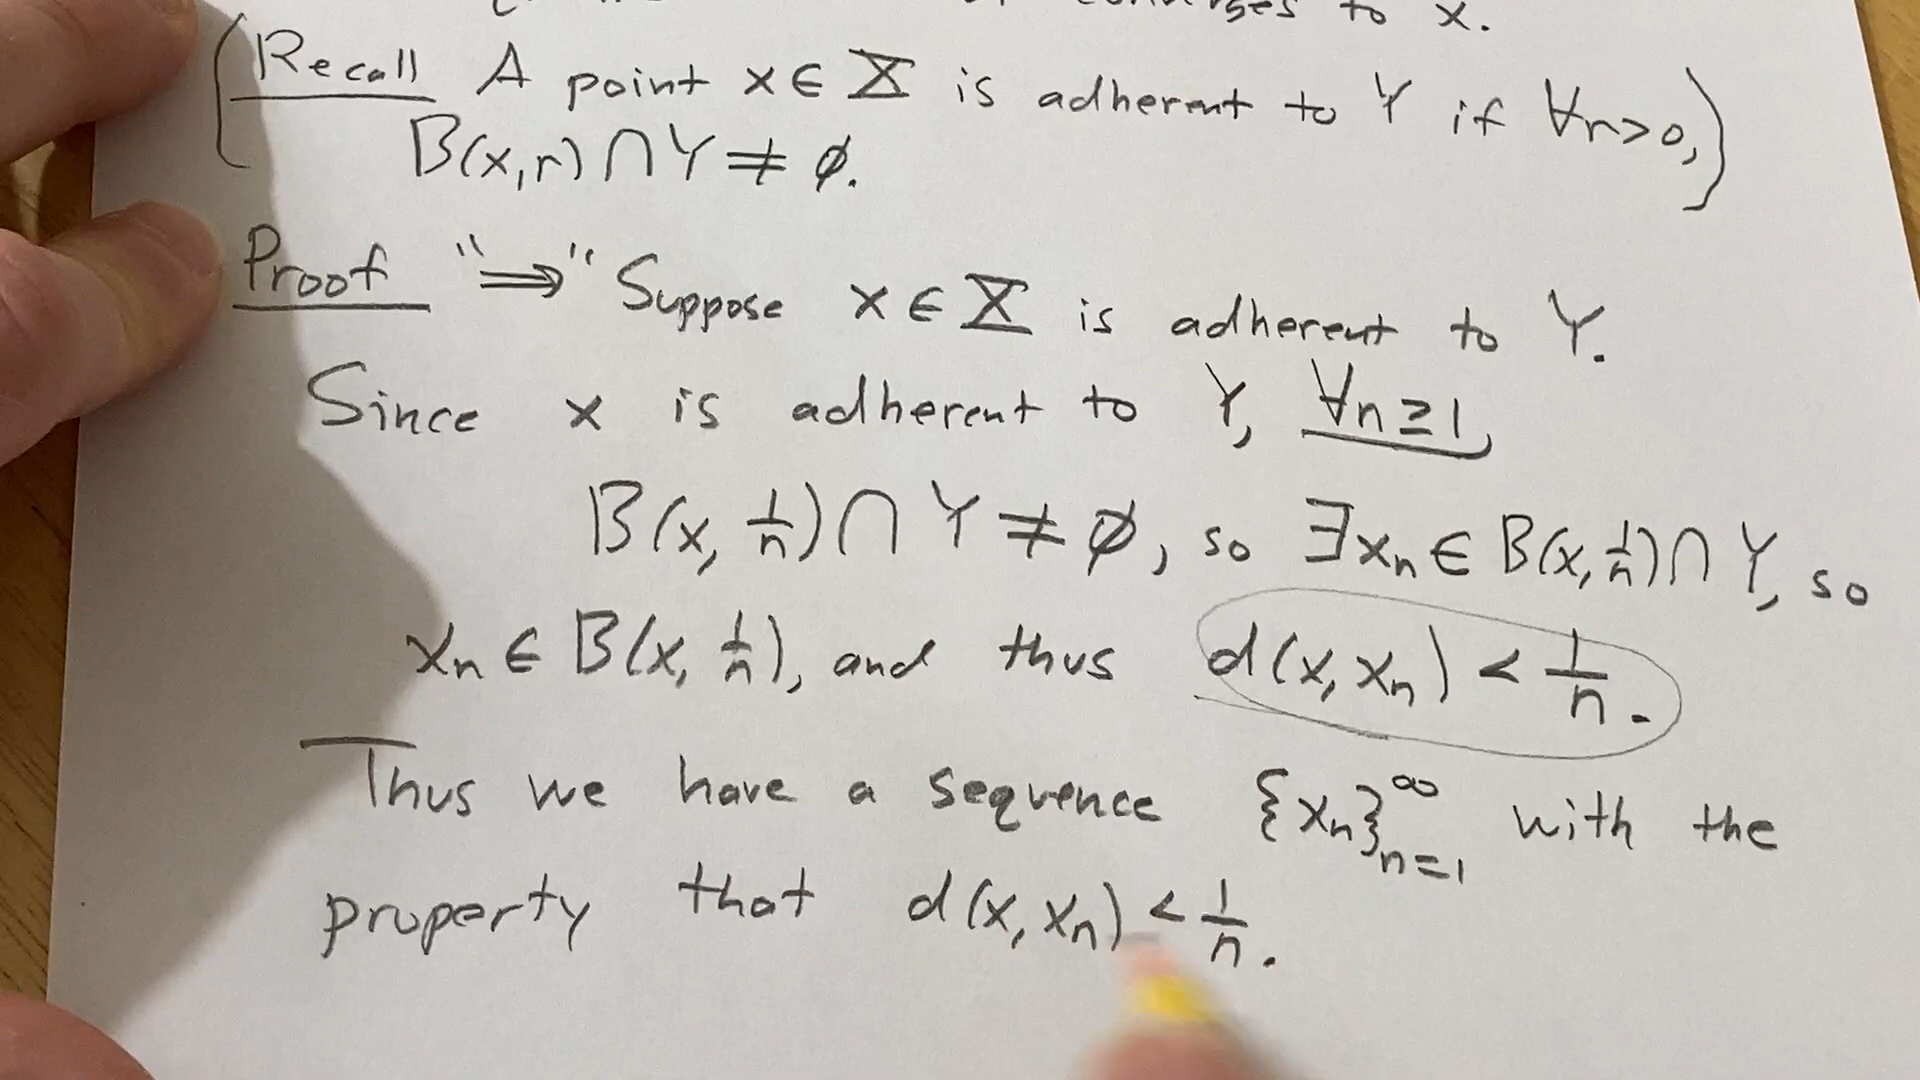 to x.
(Recall A point x ∈ X is adherent to Y if ∀r>0,)
B(x,r) ∩ Y ≠ ∅.
Proof "⟹" Suppose x ∈ X is adherent to Y.
Since x is adherent to Y, ∀n≥1,
B(x, 1/n) ∩ Y ≠ ∅, so ∃xₙ ∈ B(x, 1/n) ∩ Y, so
xₙ ∈ B(x, 1/n), and thus d(x, xₙ) < 1/n.
Thus we have a sequence {xₙ}ₙ₌₁^∞ with the
property that d(x, xₙ) < 1/n.